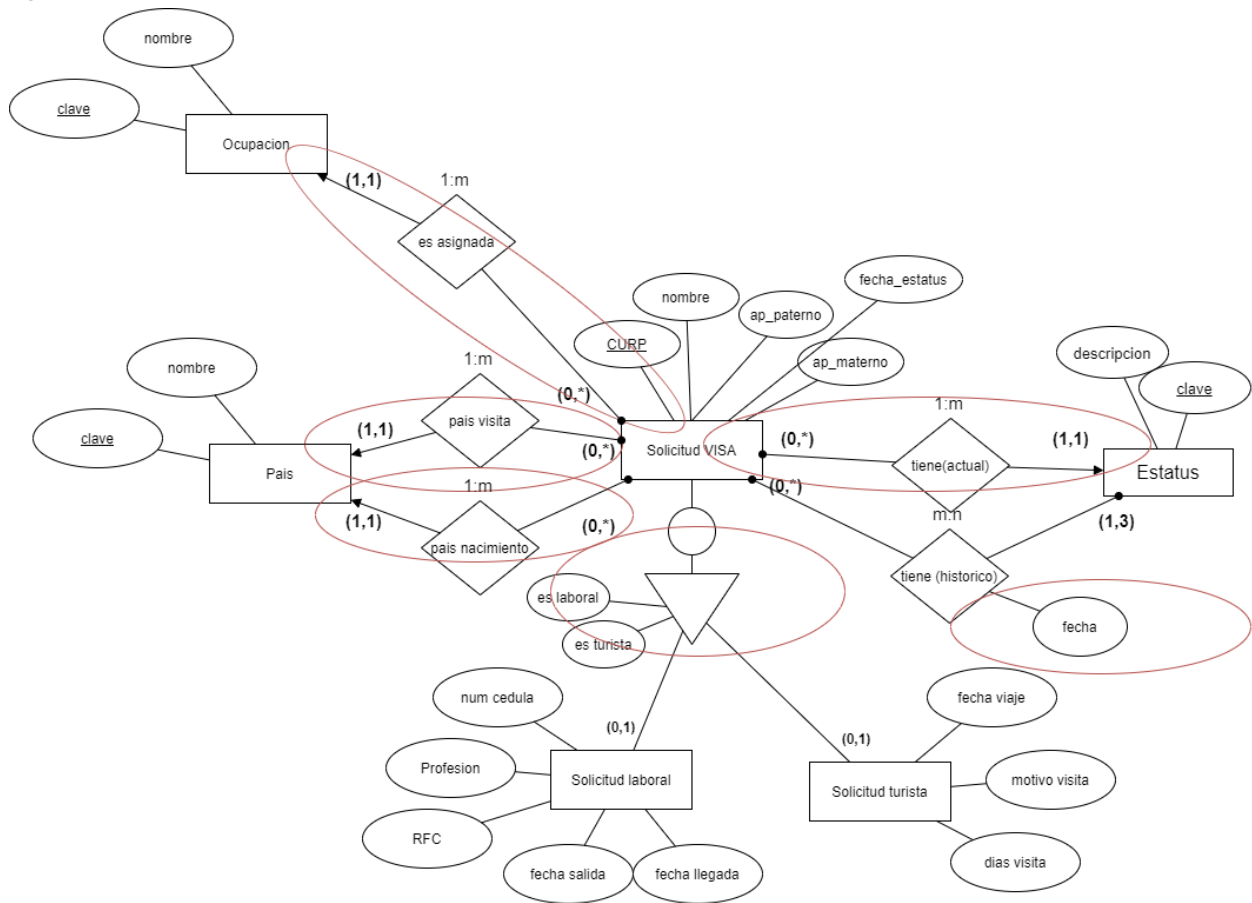 nombre
clave
Ocupacion
(1,1)
1:m
es asignada
fecha_estatus
nombre
ap_paterno
CURP
ap_materno
descripcion
clave
nombre
1:m
(0,*)
1:m
clave
(1,1)
pais visita
(0,*)
Solicitud VISA
(0,*)
(1,1)
Pais
tiene(actual)
Estatus
1:m
(0,*)
(1,1)
(0,*)
m:n
(1,3)
pais nacimiento
tiene (historico)
es laboral
fecha
es turista
num cedula
fecha viaje
(0,1)
(0,1)
Profesion
Solicitud laboral
Solicitud turista
motivo visita
RFC
fecha salida
fecha llegada
dias visita